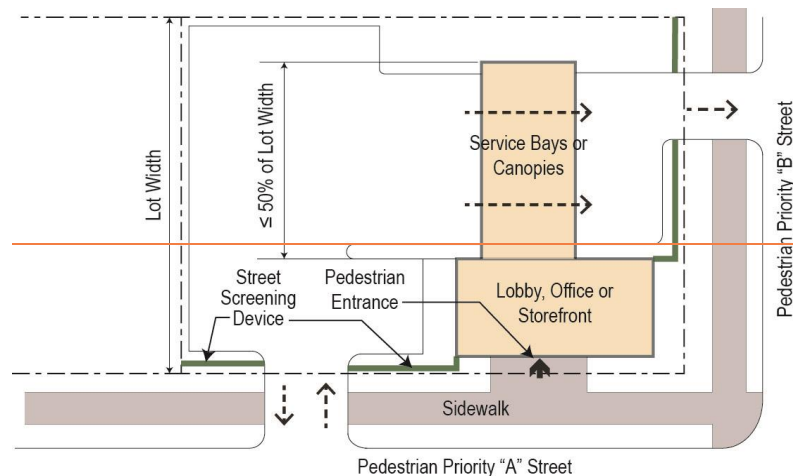 Lot Width
≤ 50% of Lot Width
Service Bays or
Canopies
Pedestrian Priority "B" Street
Street
Screening
Device
Pedestrian
Entrance
Lobby, Office or
Storefront
Sidewalk
Pedestrian Priority "A" Street